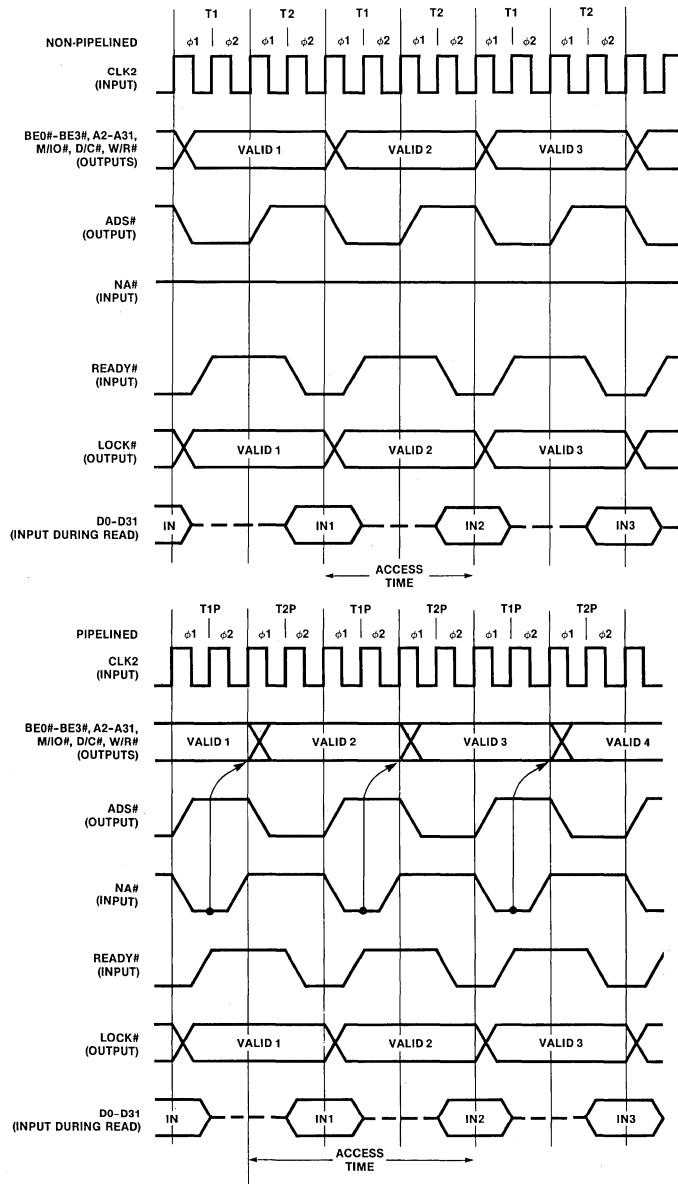 T1 T2 T1 T2 T1 T2
NON-PIPELINED ϕ1 ϕ2 ϕ1 ϕ2 ϕ1 ϕ2 ϕ1 ϕ2 ϕ1 ϕ2 ϕ1 ϕ2
CLK2
(INPUT)
BE0#-BE3#, A2-A31,
M/IO#, D/C#, W/R#
(OUTPUTS)
VALID 1 VALID 2 VALID 3
ADS#
(OUTPUT)
NA#
(INPUT)
READY#
(INPUT)
LOCK#
(OUTPUT)
VALID 1 VALID 2 VALID 3
D0-D31
(INPUT DURING READ)
IN IN1 IN2 IN3
ACCESS
TIME
T1P T2P T1P T2P T1P T2P
PIPELINED ϕ1 ϕ2 ϕ1 ϕ2 ϕ1 ϕ2 ϕ1 ϕ2 ϕ1 ϕ2 ϕ1 ϕ2
CLK2
(INPUT)
BE0#-BE3#, A2-A31,
M/IO#, D/C#, W/R#
(OUTPUTS)
VALID 1 VALID 2 VALID 3 VALID 4
ADS#
(OUTPUT)
NA#
(INPUT)
READY#
(INPUT)
LOCK#
(OUTPUT)
VALID 1 VALID 2 VALID 3
D0-D31
(INPUT DURING READ)
IN IN1 IN2 IN3
ACCESS
TIME